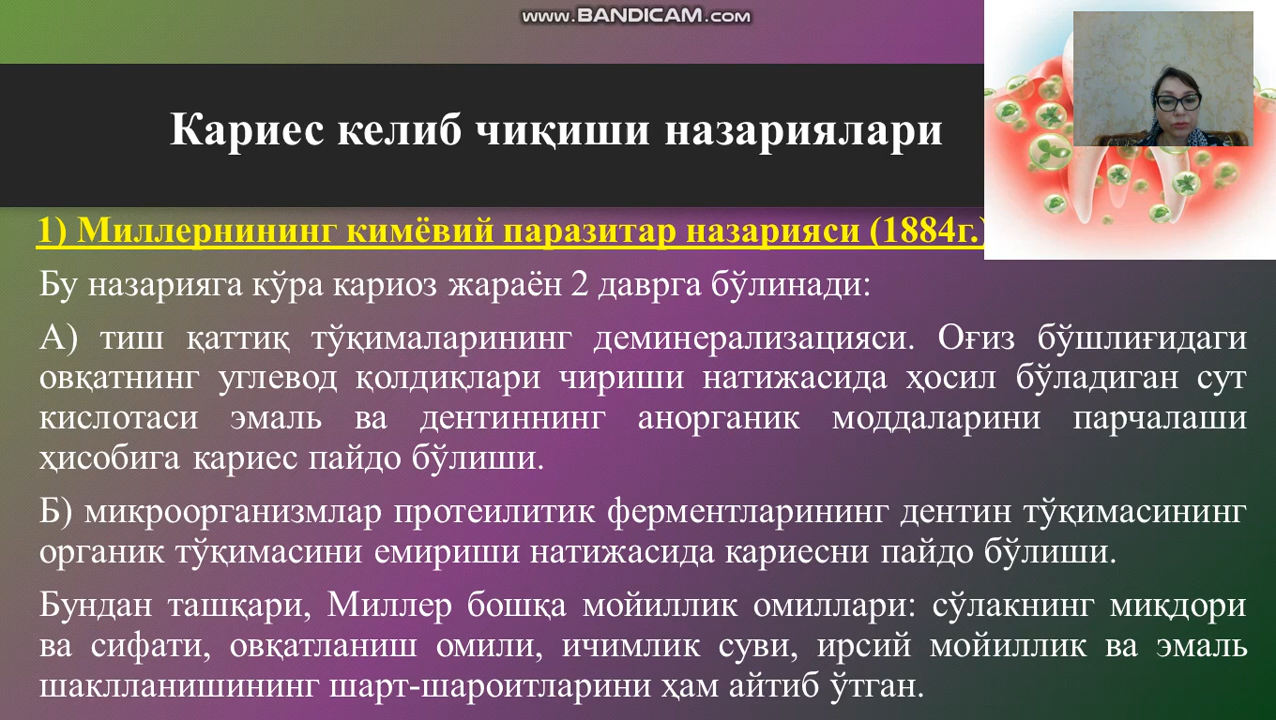 www.BANDICAM.com
Кариес келиб чиқиши назариялари
1) Миллернининг кимёвий паразитар назарияси (1884г.)
Бу назарияга кўра кариоз жараён 2 даврга бўлинади:
А) тиш қаттиқ тўқималарининг деминерализацияси. Оғиз бўшлиғидаги
овқатнинг углевод қолдиқлари чириши натижасида ҳосил бўладиган сут
кислотаси эмаль ва дентиннинг анорганик моддаларини парчалаши
ҳисобига кариес пайдо бўлиши.
Б) микроорганизмлар протеилитик ферментларининг дентин тўқимасининг
органик тўқимасини емириши натижасида кариесни пайдо бўлиши.
Бундан ташқари, Миллер бошқа мойиллик омиллари: сўлакнинг миқдори
ва сифати, овқатланиш омили, ичимлик суви, ирсий мойиллик ва эмаль
шаклланишининг шарт-шароитларини ҳам айтиб ўтган.